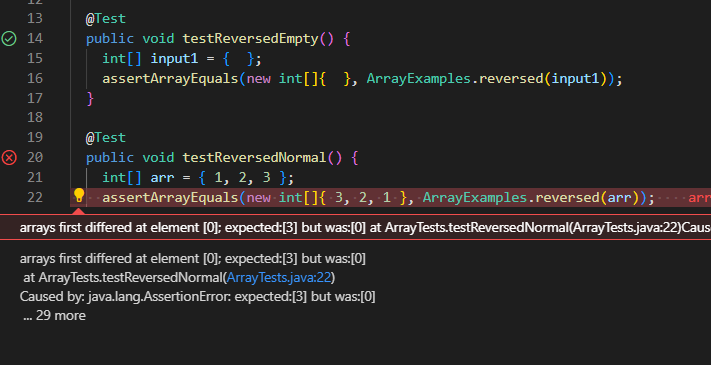 12
13 @Test
14 public void testReversedEmpty() {
15 int[] input1 = {  };
16 assertArrayEquals(new int[]{  }, ArrayExamples.reversed(input1));
17 }
18
19 @Test
20 public void testReversedNormal() {
21 int[] arr = { 1, 2, 3 };
22 assertArrayEquals(new int[]{ 3, 2, 1 }, ArrayExamples.reversed(arr)); arr
arrays first differed at element [0]; expected:[3] but was:[0] at ArrayTests.testReversedNormal(ArrayTests.java:22)Caus
arrays first differed at element [0]; expected:[3] but was:[0]
at ArrayTests.testReversedNormal(ArrayTests.java:22)
Caused by: java.lang.AssertionError: expected:[3] but was:[0]
... 29 more